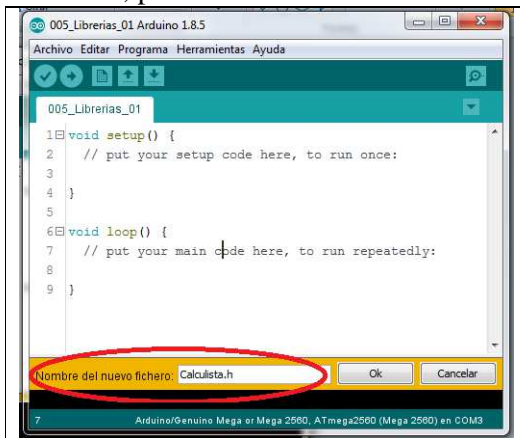 005_Librerias_01 Arduino 1.8.5
Archivo Editar Programa Herramientas Ayuda
005_Librerias_01
1 void setup() {
2 // put your setup code here, to run once:
3
4 }
5
6 void loop() {
7 // put your main code here, to run repeatedly:
8
9 }
Nombre del nuevo fichero: Calculista.h Ok Cancelar
7 Arduino/Genuino Mega or Mega 2560, ATmega2560 (Mega 2560) en COM3